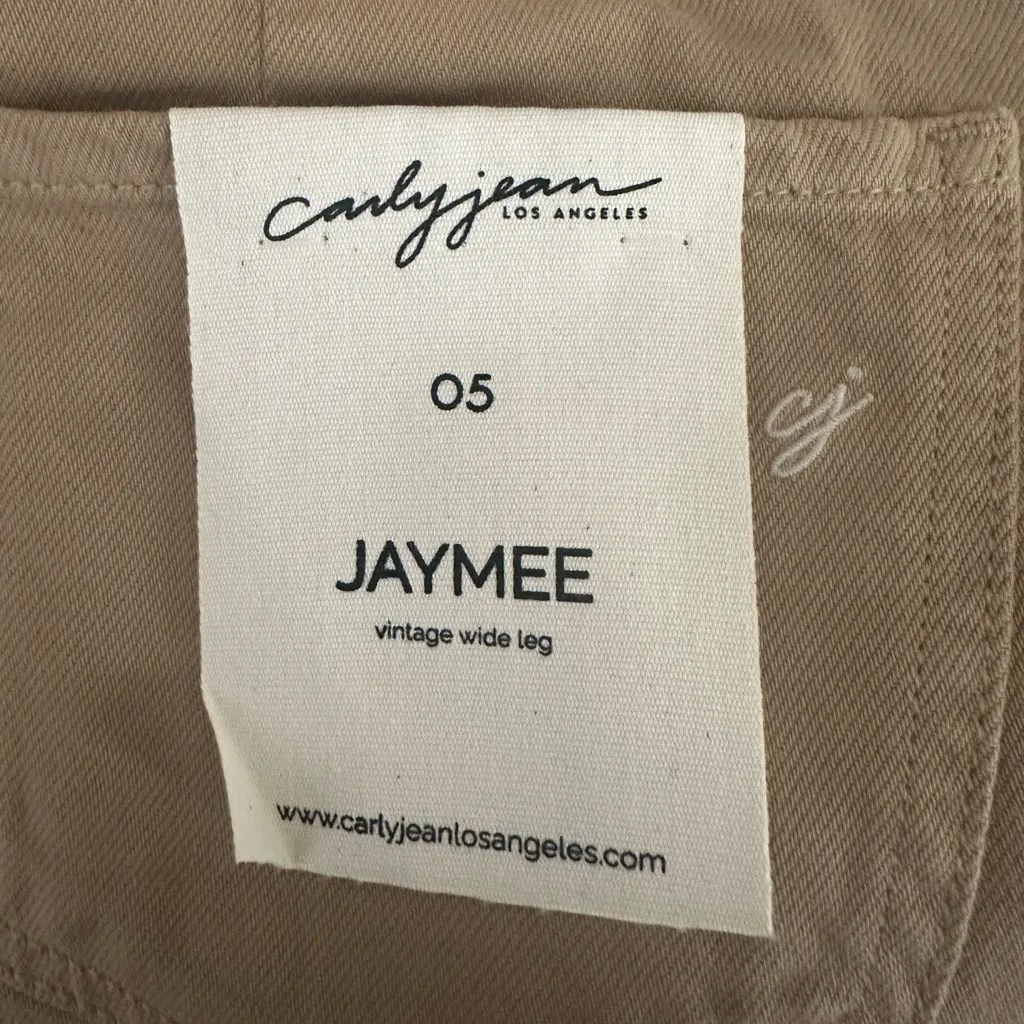 carlyjean
LOS ANGELES
05
cj
JAYMEE
vintage wide leg
www.carlyjeanlosangeles.com